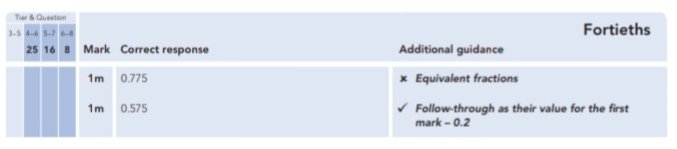 Tier & Question
3–5 4–6 5–7 6–8
25 16 8
Fortieths
Mark Correct response Additional guidance
1m 0.775 × Equivalent fractions
1m 0.575 ✓ Follow-through as their value for the first
mark – 0.2